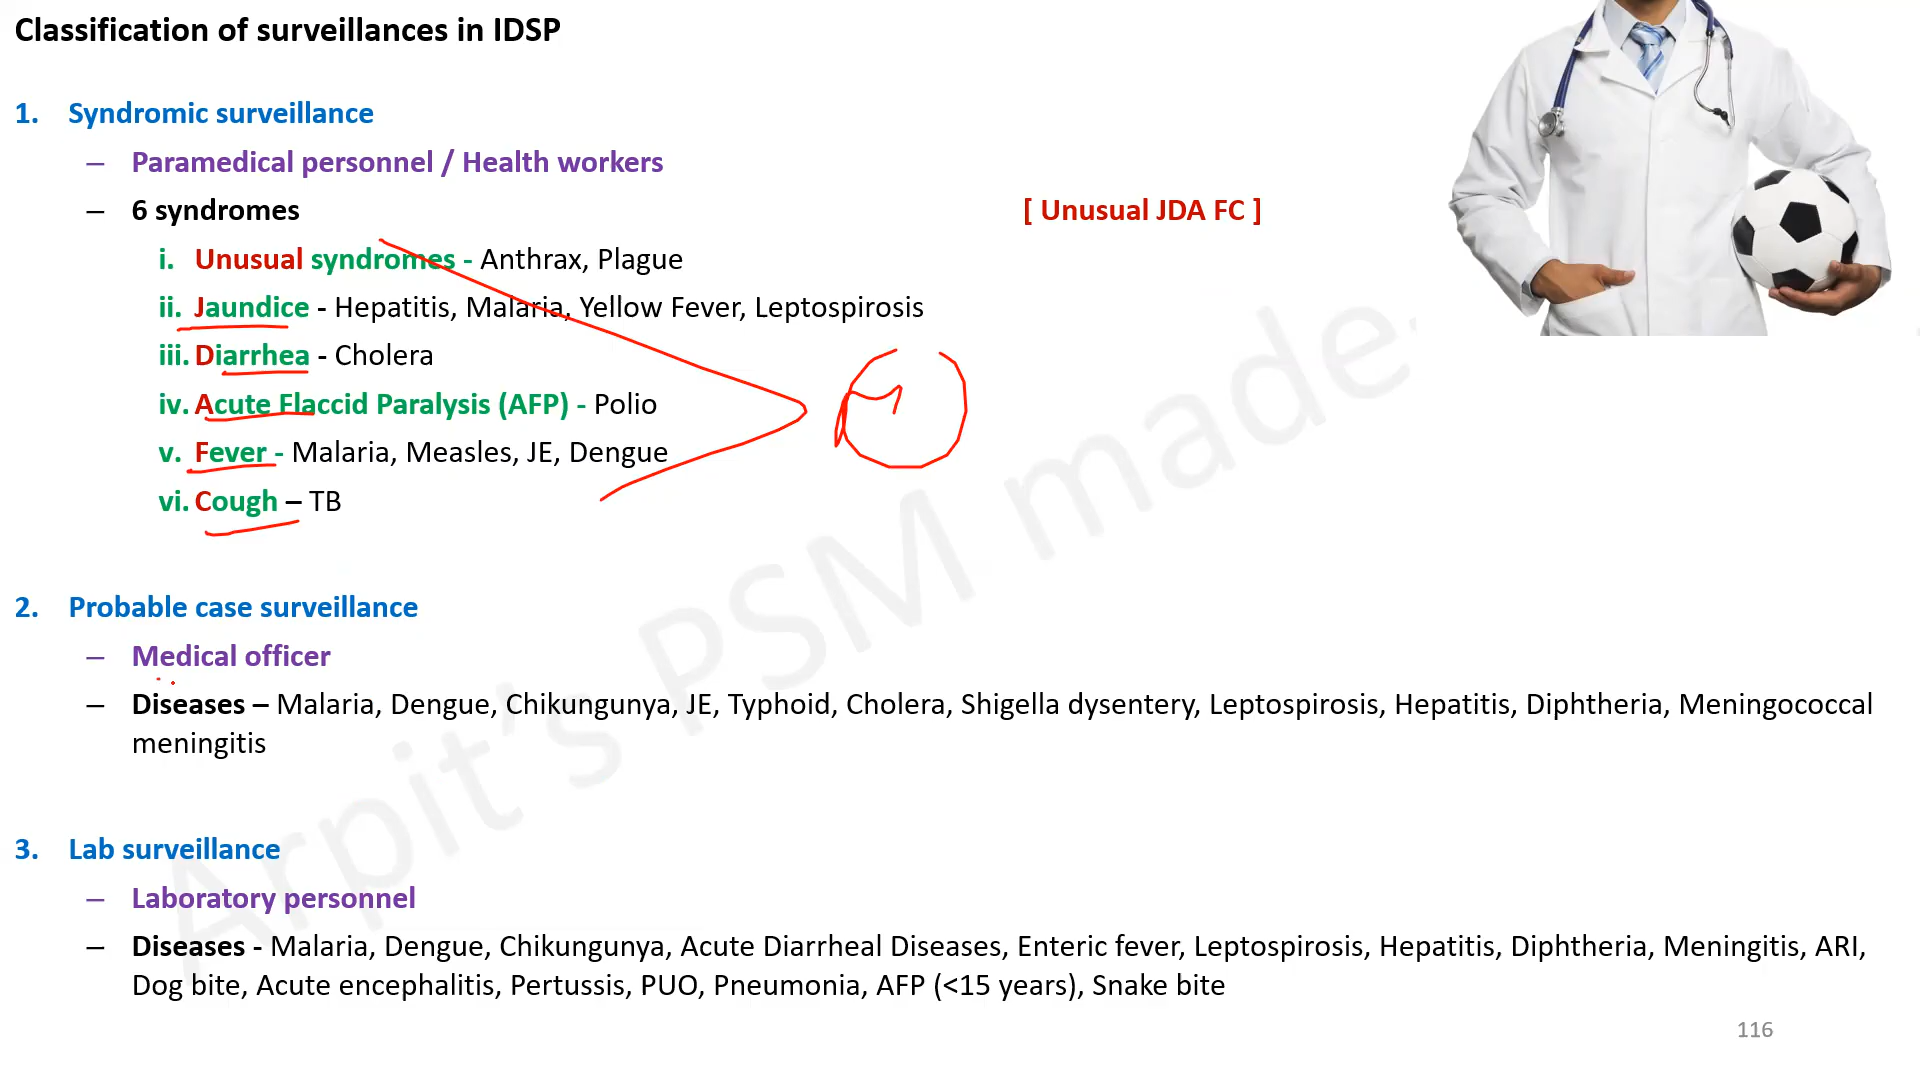 Classification of surveillances in IDSP
1. Syndromic surveillance
– Paramedical personnel / Health workers
– 6 syndromes [ Unusual JDA FC ]
i. Unusual syndromes - Anthrax, Plague
ii. Jaundice - Hepatitis, Malaria, Yellow Fever, Leptospirosis
iii. Diarrhea - Cholera
iv. Acute Flaccid Paralysis (AFP) - Polio
v. Fever - Malaria, Measles, JE, Dengue
vi. Cough – TB
2. Probable case surveillance
– Medical officer
– Diseases – Malaria, Dengue, Chikungunya, JE, Typhoid, Cholera, Shigella dysentery, Leptospirosis, Hepatitis, Diphtheria, Meningococcal
meningitis
3. Lab surveillance
– Laboratory personnel
– Diseases - Malaria, Dengue, Chikungunya, Acute Diarrheal Diseases, Enteric fever, Leptospirosis, Hepatitis, Diphtheria, Meningitis, ARI,
Dog bite, Acute encephalitis, Pertussis, PUO, Pneumonia, AFP (<15 years), Snake bite
116
Arpit's PSM made